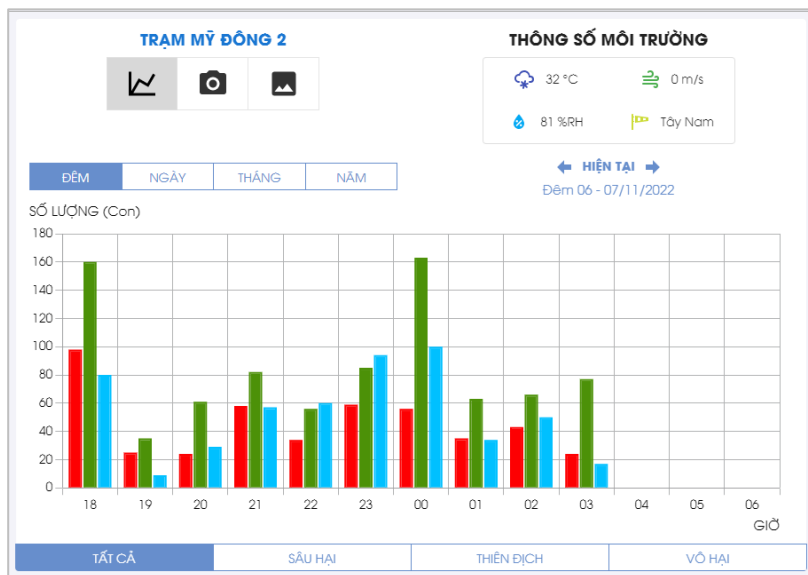 TRẠM MỸ ĐÔNG 2
THÔNG SỐ MÔI TRƯỜNG
32 °C
0 m/s
81 %RH
Tây Nam
ĐÊM
NGÀY
THÁNG
NĂM
HIỆN TẠI
Đêm 06 - 07/11/2022
SỐ LƯỢNG (Con)
180
160
140
120
100
80
60
40
20
0
18 19 20 21 22 23 00 01 02 03 04 05 06
GIỜ
TẤT CẢ
SÂU HẠI
THIÊN ĐỊCH
VÔ HẠI